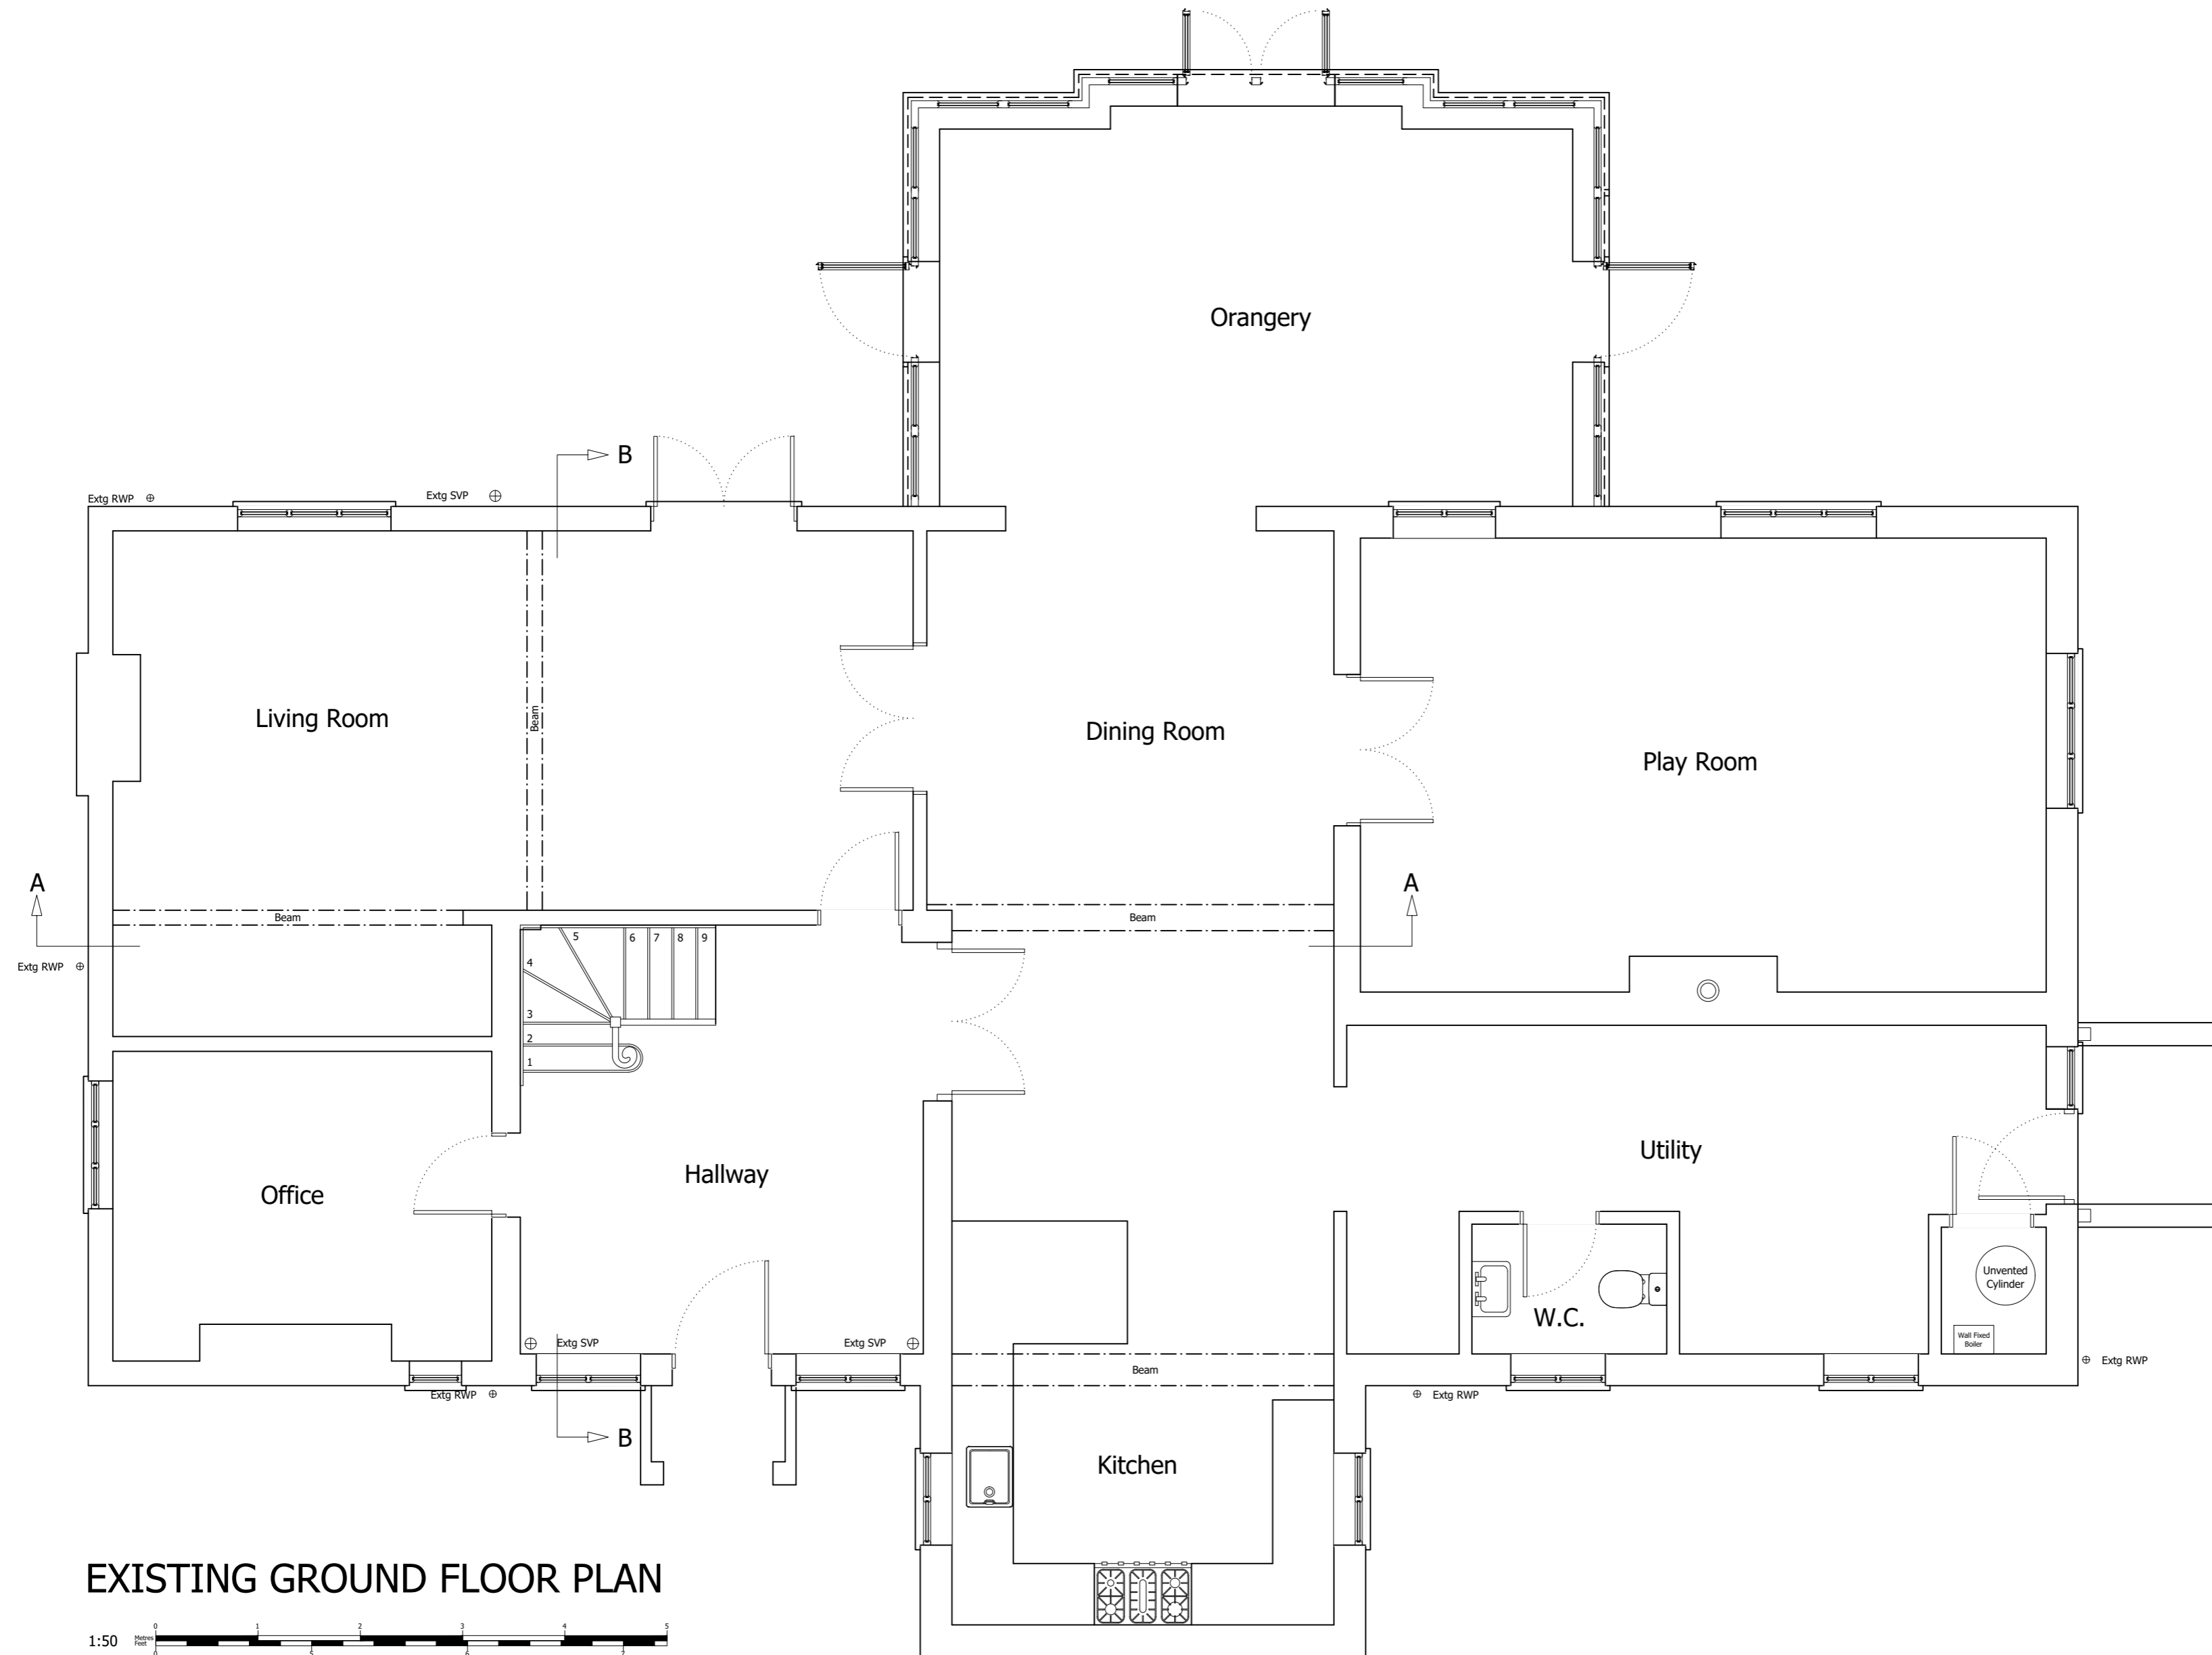 Orangery
B
Extg RWP
Extg SVP
Living Room
Beam
Dining Room
Play Room
A
A
Beam
Beam
Extg RWP
5
6
7
8
9
4
3
2
1
Office
Hallway
Utility
Unvented
Cylinder
W.C.
Wall Fixed
Boiler
Extg SVP
Extg SVP
Beam
Extg RWP
Extg RWP
Extg RWP
B
Kitchen
EXISTING GROUND FLOOR PLAN
1:50
Metres
Feet
0 1 2 3 4 5